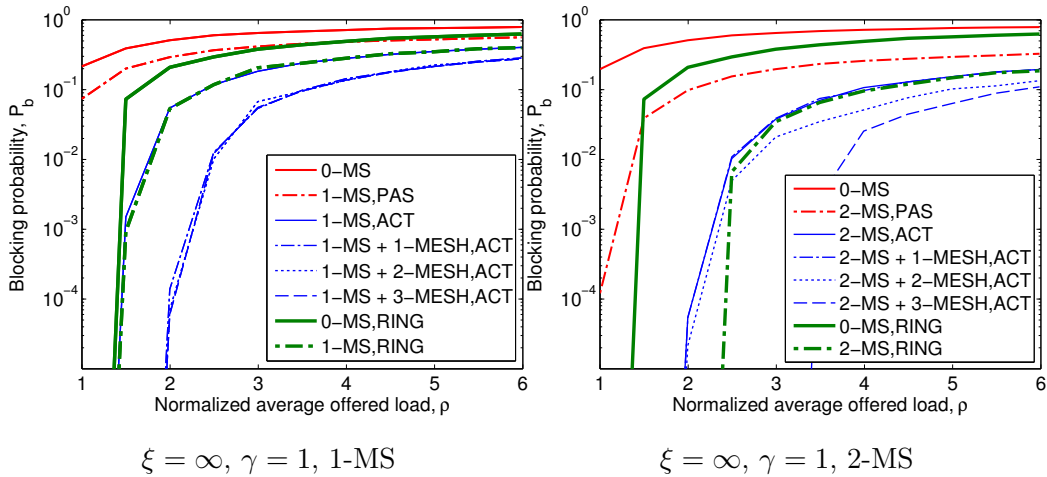 10^0
10^−1
10^−2
10^−3
10^−4
Blocking probability, P_b
0−MS
1−MS,PAS
1−MS,ACT
1−MS + 1−MESH,ACT
1−MS + 2−MESH,ACT
1−MS + 3−MESH,ACT
0−MS,RING
1−MS,RING
1 2 3 4 5 6
Normalized average offered load, ρ
ξ = ∞, γ = 1, 1-MS
10^0
10^−1
10^−2
10^−3
10^−4
Blocking probability, P_b
0−MS
2−MS,PAS
2−MS,ACT
2−MS + 1−MESH,ACT
2−MS + 2−MESH,ACT
2−MS + 3−MESH,ACT
0−MS,RING
2−MS,RING
1 2 3 4 5 6
Normalized average offered load, ρ
ξ = ∞, γ = 1, 2-MS